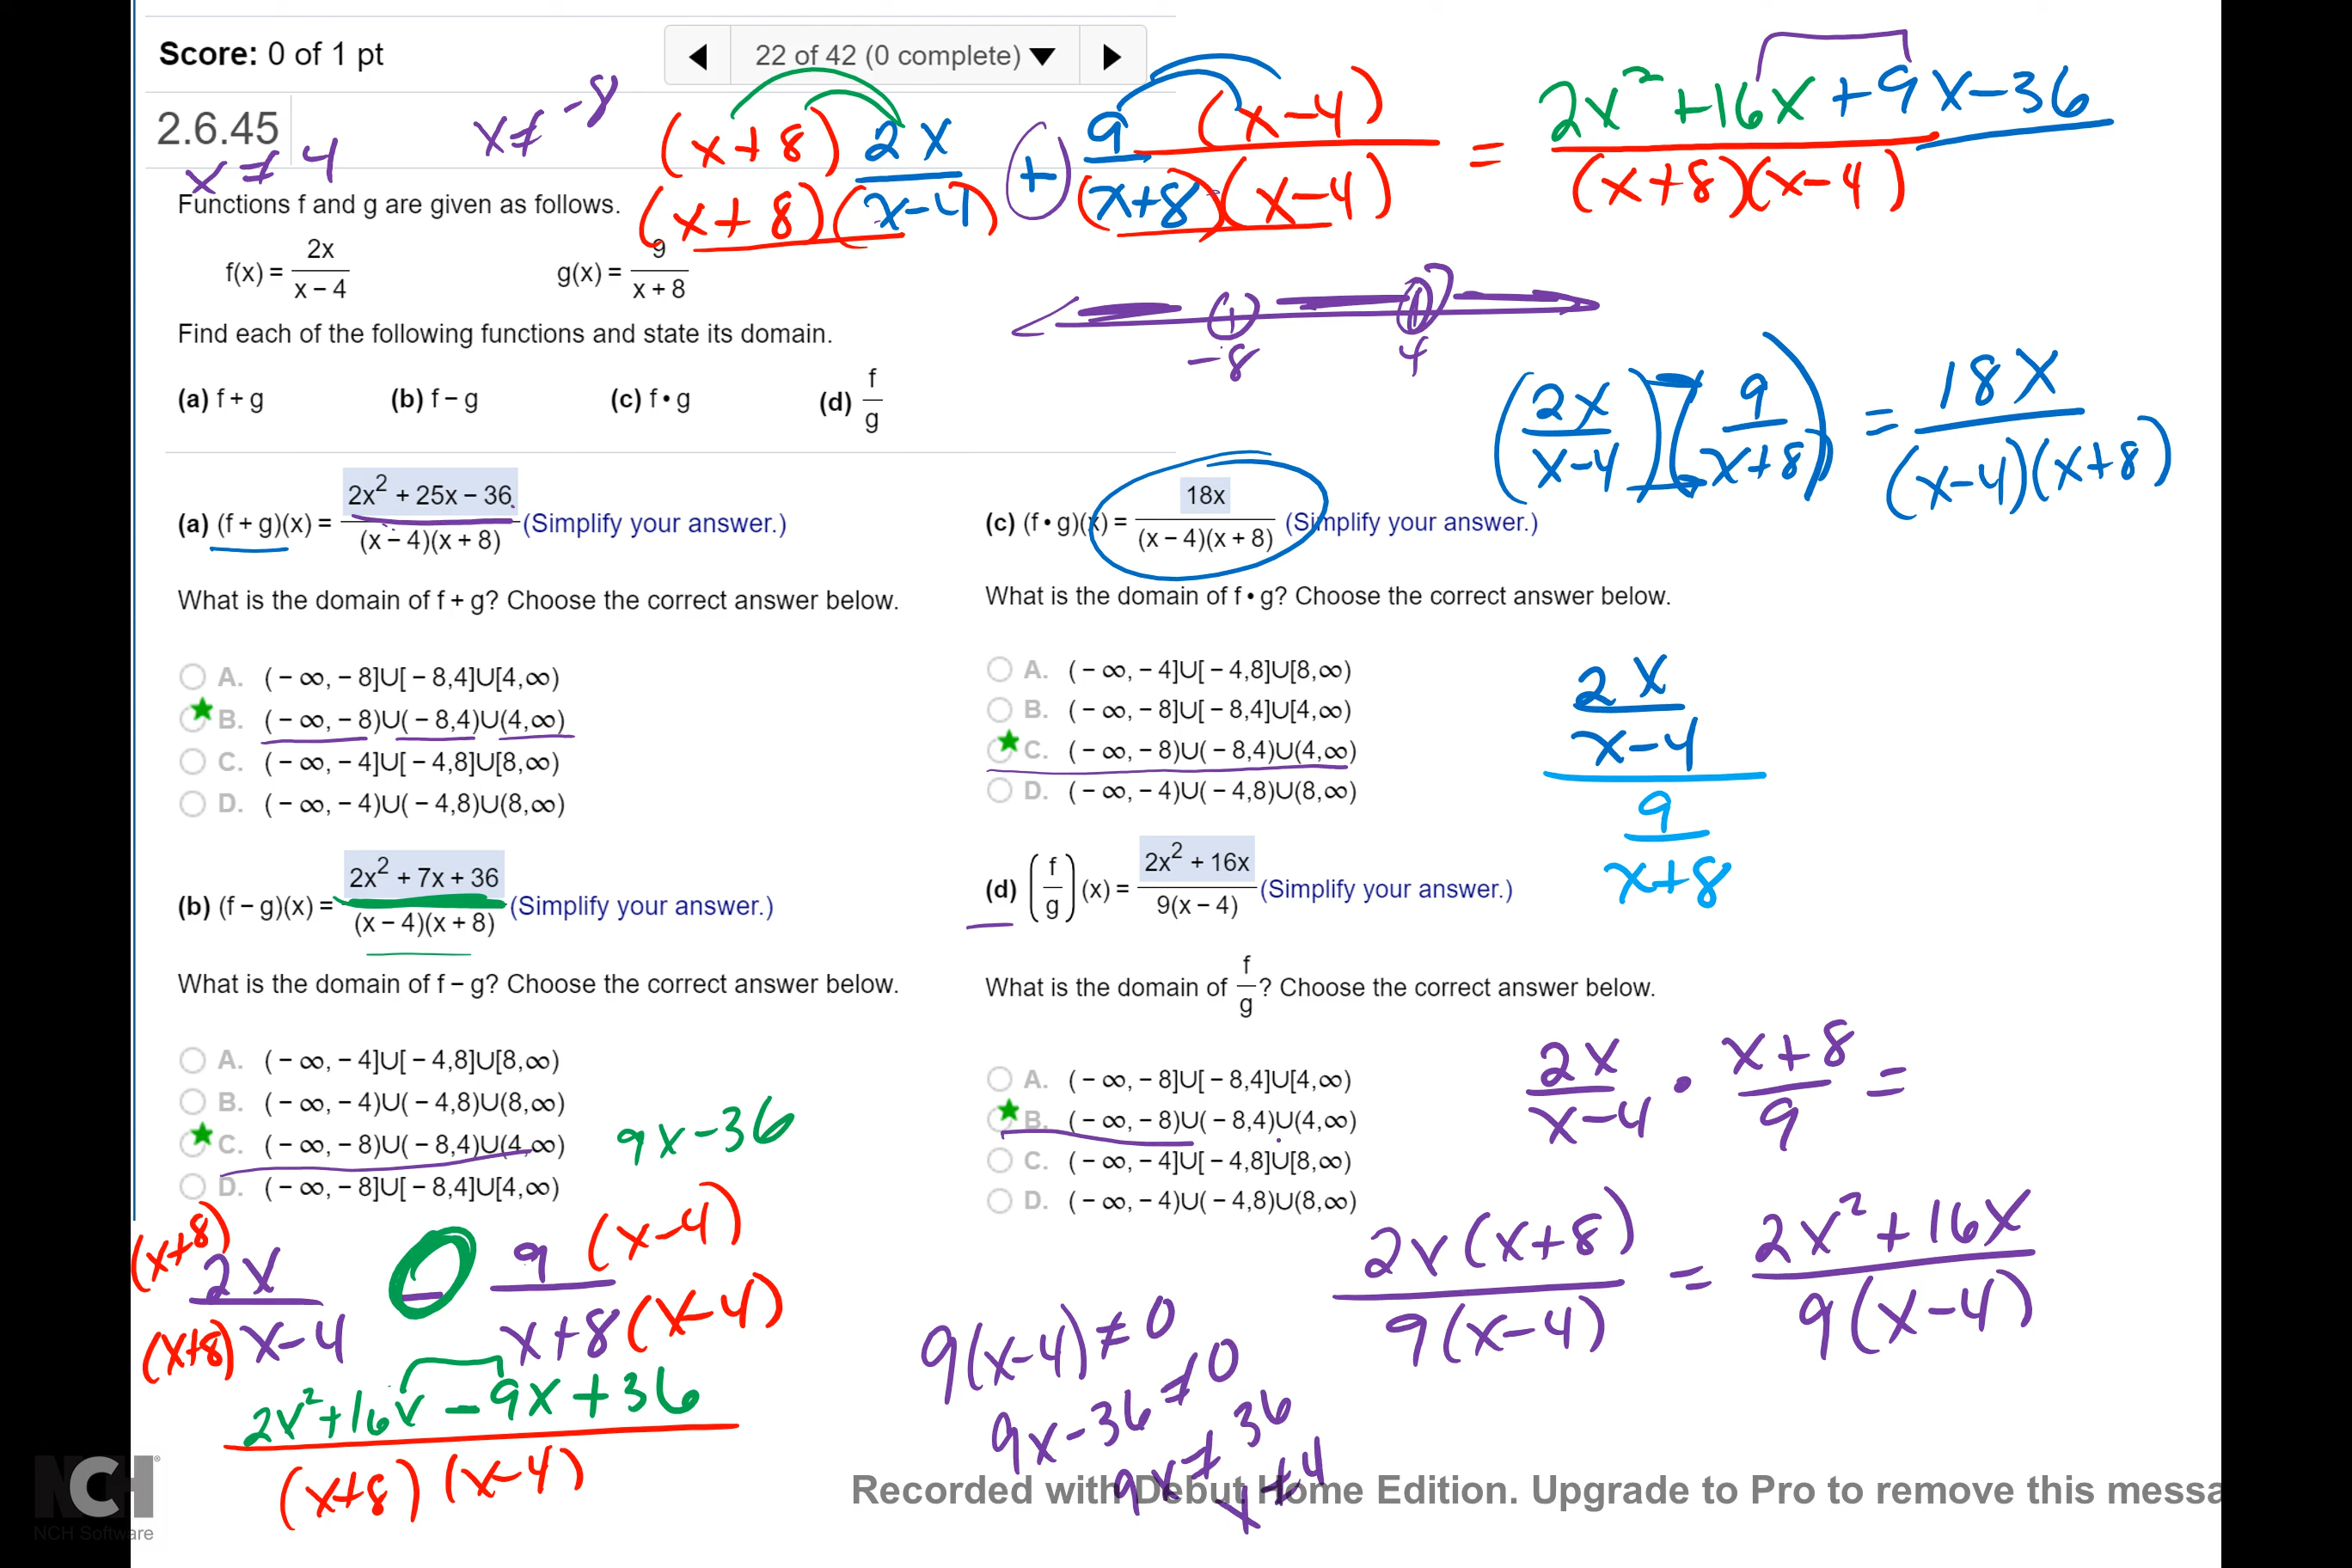 Score: 0 of 1 pt
22 of 42 (0 complete)
2.6.45
x ≠ 4
x ≠ -8
(x+8) 2x / (x+8)(x-4) + 9 (x-4) / (x+8)(x-4) = 2x² + 16x + 9x - 36 / (x+8)(x-4)
Functions f and g are given as follows.
f(x) = 2x / x − 4
g(x) = 9 / x + 8
-8 4
Find each of the following functions and state its domain.
(a) f + g (b) f − g (c) f • g (d) f / g
(2x / x-4)(9 / x+8) = 18x / (x-4)(x+8)
(a) (f + g)(x) = 2x² + 25x − 36 / (x − 4)(x + 8) (Simplify your answer.)
What is the domain of f + g? Choose the correct answer below.
A. (− ∞, − 8]∪[− 8,4]∪[4,∞)
B. (− ∞, − 8)∪(− 8,4)∪(4,∞)
C. (− ∞, − 4]∪[− 4,8]∪[8,∞)
D. (− ∞, − 4)∪(− 4,8)∪(8,∞)
(b) (f − g)(x) = 2x² + 7x + 36 / (x − 4)(x + 8) (Simplify your answer.)
What is the domain of f − g? Choose the correct answer below.
A. (− ∞, − 4]∪[− 4,8]∪[8,∞)
B. (− ∞, − 4)∪(− 4,8)∪(8,∞)
C. (− ∞, − 8)∪(− 8,4)∪(4,∞)
D. (− ∞, − 8]∪[− 8,4]∪[4,∞)
9x-36
(x+8) 2x / (x+8) x-4 − 9 (x-4) / x+8 (x-4)
2x² + 16x - 9x + 36 / (x+8)(x-4)
(c) (f • g)(x) = 18x / (x − 4)(x + 8) (Simplify your answer.)
What is the domain of f • g? Choose the correct answer below.
A. (− ∞, − 4]∪[− 4,8]∪[8,∞)
B. (− ∞, − 8]∪[− 8,4]∪[4,∞)
C. (− ∞, − 8)∪(− 8,4)∪(4,∞)
D. (− ∞, − 4)∪(− 4,8)∪(8,∞)
2x
x-4
9
x+8
(d) (f / g)(x) = 2x² + 16x / 9(x − 4) (Simplify your answer.)
What is the domain of f / g? Choose the correct answer below.
A. (− ∞, − 8]∪[− 8,4]∪[4,∞)
B. (− ∞, − 8)∪(− 8,4)∪(4,∞)
C. (− ∞, − 4]∪[− 4,8]∪[8,∞)
D. (− ∞, − 4)∪(− 4,8)∪(8,∞)
2x / x-4 • x+8 / 9 =
2x(x+8) / 9(x-4) = 2x² + 16x / 9(x-4)
9(x-4) ≠ 0
9x-36 ≠ 0
9x ≠ 36
x ≠ 4
NCH
NCH Software
Recorded with Debut Home Edition. Upgrade to Pro to remove this messa